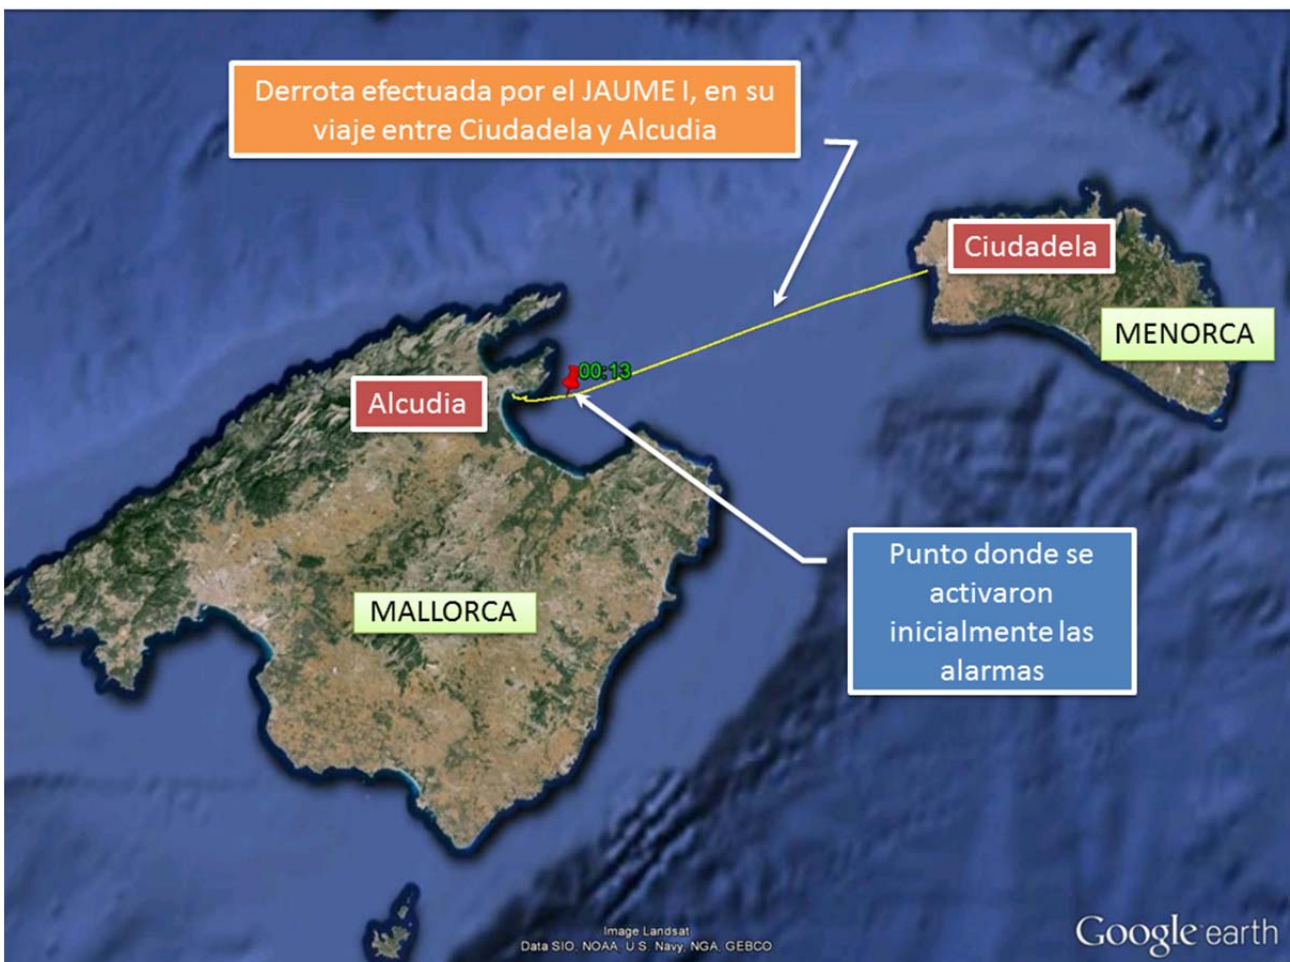 Derrota efectuada por el JAUME I, en su
viaje entre Ciudadela y Alcudia
Ciudadela
MENORCA
00:13
Alcudia
Punto donde se
activaron
inicialmente las
alarmas
MALLORCA
Image Landsat
Data SIO, NOAA, U.S. Navy, NGA, GEBCO
Google earth